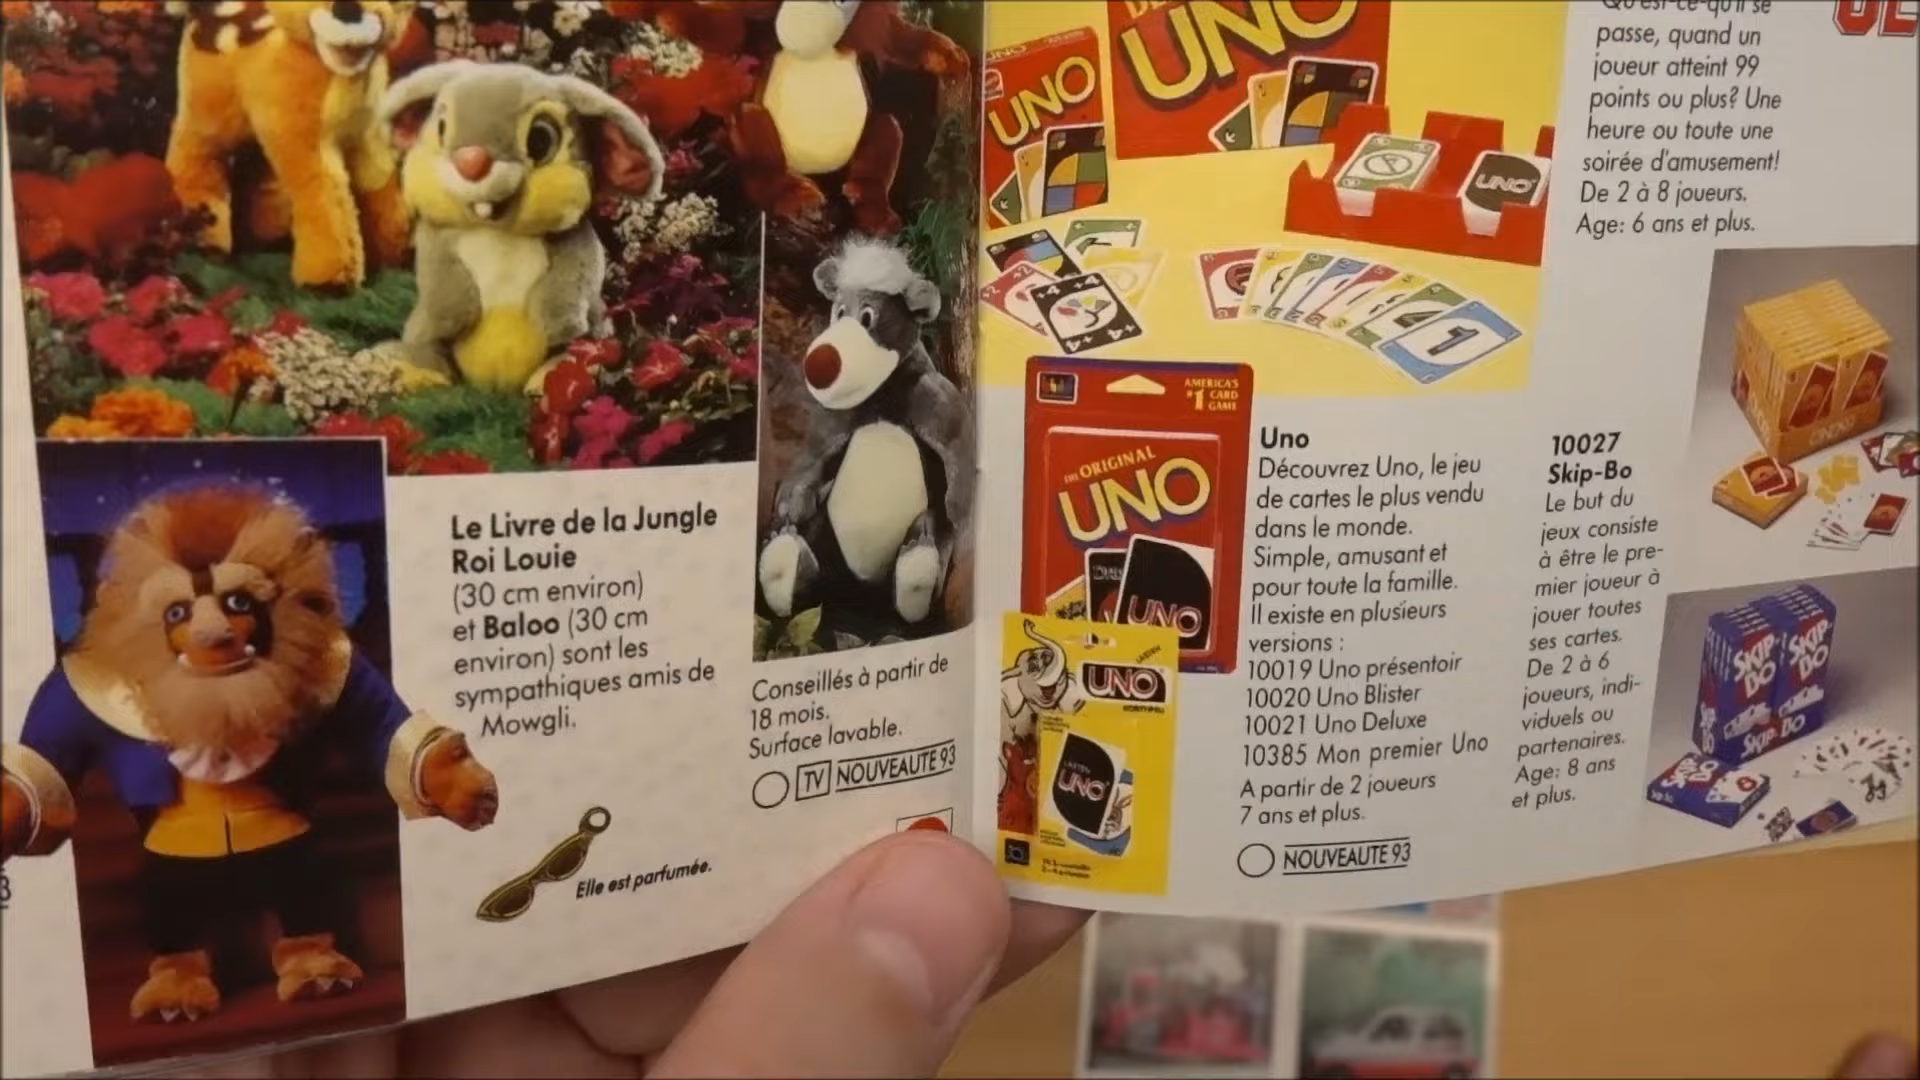 Le Livre de la Jungle
Roi Louie
(30 cm environ)
et Baloo (30 cm
environ) sont les
sympathiques amis de
Mowgli.
Elle est parfumée.
Conseillés à partir de
18 mois.
Surface lavable.
TV NOUVEAUTE 93
UNO
UNO
UNO
AMERICA'S
#1 CARD
GAME
THE ORIGINAL
UNO
UNO
UNO
UNO
Uno
Découvrez Uno, le jeu
de cartes le plus vendu
dans le monde.
Simple, amusant et
pour toute la famille.
Il existe en plusieurs
versions :
10019 Uno présentoir
10020 Uno Blister
10021 Uno Deluxe
10385 Mon premier Uno
A partir de 2 joueurs
7 ans et plus.
NOUVEAUTE 93
Qu'est-ce-qu'il se
passe, quand un
joueur atteint 99
points ou plus? Une
heure ou toute une
soirée d'amusement!
De 2 à 8 joueurs.
Age: 6 ans et plus.
10027
Skip-Bo
Le but du
jeux consiste
à être le pre-
mier joueur à
jouer toutes
ses cartes.
De 2 à 6
joueurs, indi-
viduels ou
partenaires.
Age: 8 ans
et plus.
SKIP BO
SKIP BO
SKIP-BO